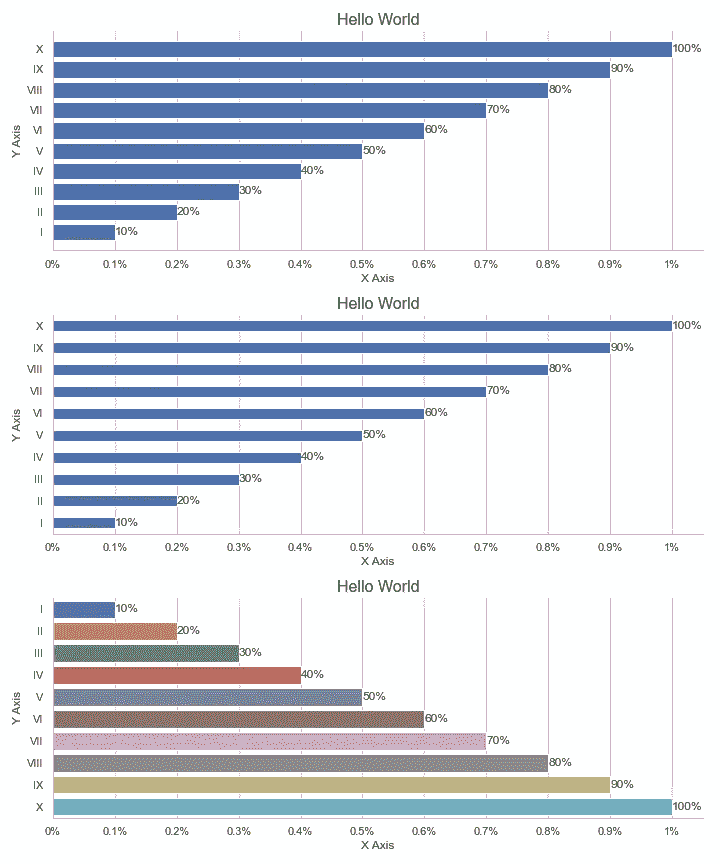 Hello World
X 100%
IX 90%
VIII 80%
VII 70%
VI 60%
V 50%
IV 40%
III 30%
II 20%
I 10%
Y Axis
0% 0.1% 0.2% 0.3% 0.4% 0.5% 0.6% 0.7% 0.8% 0.9% 1%
X Axis
Hello World
X 100%
IX 90%
VIII 80%
VII 70%
VI 60%
V 50%
IV 40%
III 30%
II 20%
I 10%
Y Axis
0% 0.1% 0.2% 0.3% 0.4% 0.5% 0.6% 0.7% 0.8% 0.9% 1%
X Axis
Hello World
I 10%
II 20%
III 30%
IV 40%
V 50%
VI 60%
VII 70%
VIII 80%
IX 90%
X 100%
Y Axis
0% 0.1% 0.2% 0.3% 0.4% 0.5% 0.6% 0.7% 0.8% 0.9% 1%
X Axis